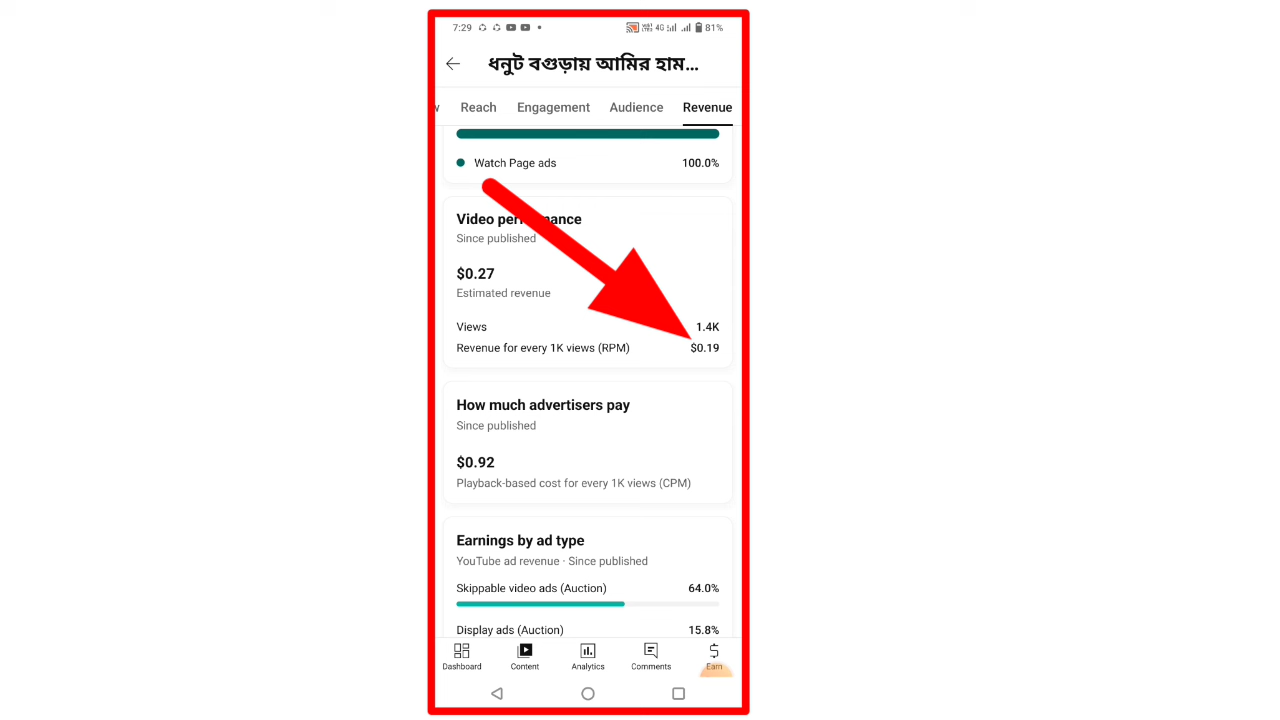 7:29 4G 81%
ধনুট বগুড়ায় আমির হাম...
w Reach Engagement Audience Revenue
Watch Page ads 100.0%
Video performance
Since published
$0.27
Estimated revenue
Views 1.4K
Revenue for every 1K views (RPM) $0.19
How much advertisers pay
Since published
$0.92
Playback-based cost for every 1K views (CPM)
Earnings by ad type
YouTube ad revenue · Since published
Skippable video ads (Auction) 64.0%
Display ads (Auction) 15.8%
Dashboard Content Analytics Comments Earn